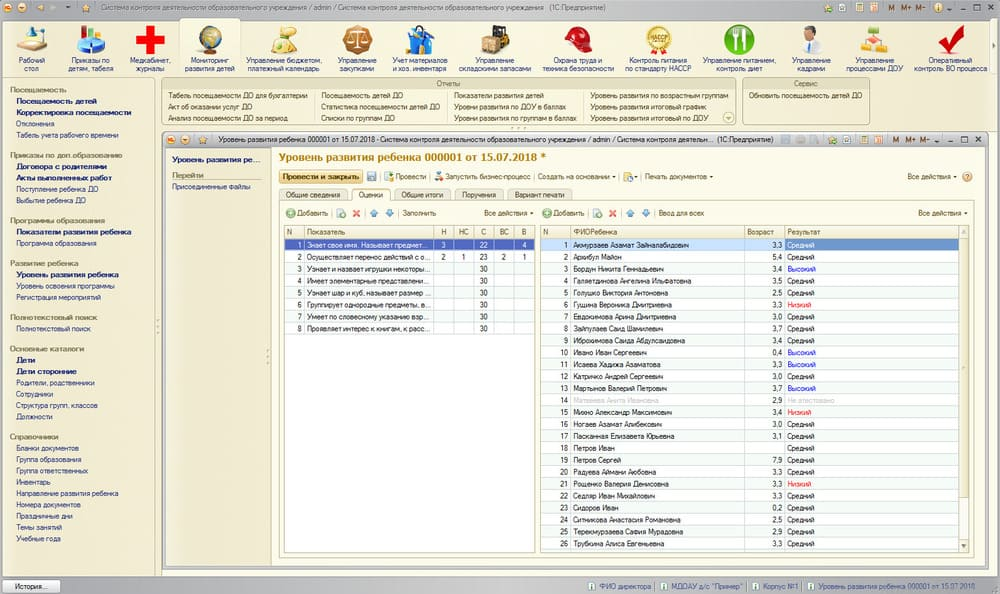 Система контроля деятельности образовательного учреждения / admin / Система контроля деятельности образовательного учреждения (1С:Предприятие)
M M+ M-
Рабочий стол
Приказы по детям, табеля
Медкабинет, журналы
Мониторинг развития детей
Управление бюджетом, платежный календарь
Управление закупками
Учет материалов и хоз. инвентаря
Управление складскими запасами
Охрана труда и техника безопасности
Контроль питания по стандарту HACCP
Управление питанием, контроль диет
Управление кадрами
Управление процессами ДОУ
Оперативный контроль ВО процесса
Посещаемость
Посещаемость детей
Корректировка посещаемости
Отклонения
Табель учета рабочего времени
Приказы по доп.образованию
Договора с родителями
Акты выполненных работ
Поступление ребенка ДО
Выбытие ребенка ДО
Программы образования
Показатели развития ребенка
Программа образования
Развитие ребенка
Уровень развития ребенка
Уровень освоения программы
Регистрация мероприятий
Полнотекстовый поиск
Полнотекстовый поиск
Основные каталоги
Дети
Дети сторонние
Родители, родственники
Сотрудники
Структура групп, классов
Должности
Справочники
Бланки документов
Группа образования
Группа ответственных
Инвентарь
Направление развития ребенка
Номера документов
Праздничные дни
Темы занятий
Учебные года
Отчеты
Табель посещаемости ДО для бухгалтерии
Посещаемость детей ДО
Показатели развития детей
Уровень развития по возрастным группам
Акт об оказании услуг ДО
Статистика посещаемости детей ДО
Уровни развития по ДОУ в баллах
Уровень развития итоговый график
Анализ посещаемости ДО за период
Списки по группам ДО
Уровни развития по группам в баллах
Уровень развития итоговый по ДОУ
Сервис
Обновить посещаемость детей ДО
Уровень развития ребенка 000001 от 15.07.2018 - Система контроля деятельности образовательного учреждения / admin / Система контроля деятельн... (1С:Предприятие)
M M+ M-
Уровень развития ре...
Перейти
Присоединенные файлы
Уровень развития ребенка 000001 от 15.07.2018 *
Провести и закрыть
Провести
Запустить бизнес-процесс
Создать на основании
Печать документов
Все действия
Общие сведения
Оценки
Общие итоги
Поручения
Вариант печати
Добавить
Заполнить
Все действия
N Показатель Н НС С ВС В
1 Знает свое имя. Называет предмет... 3 22 4
2 Осуществляет перенос действий с о... 2 1 23 2 1
3 Узнает и назвает игрушки некоторы... 30
4 Имеет элементарные представлени... 30
5 Узнает шар и куб, называет размер ... 30
6 Группирует однородные предметы, в... 30
7 Умеет по словесному указанию взр... 30
8 Проявляет интерес к книгам, к расс... 30
Добавить
Ввод для всех
Все действия
N ФИОРебенка Возраст Результат
1 Акмурзаев Азамат Зайналабидович 3,3 Средний
2 Архибул Майон 5,4 Средний
3 Бордун Никита Геннадьевич 3,4 Высокий
4 Галяетдинова Ангелина Ильфатовна 3,5 Средний
5 Голушко Виктория Антоновна 2,5 Средний
6 Гушина Вероника Дмитриевна 3,3 Низкий
7 Евдокимова Арина Дмитриевна 3,0 Средний
8 Зайпулаев Саид Шамилевич 3,7 Средний
9 Иброхимова Саида Абдулсаидовна 3,4 Средний
10 Ивано Иван Сергеевич 0,4 Высокий
11 Исаева Хадижа Азаматова 3,3 Высокий
12 Катричко Андрей Сергеевич 3,0 Средний
13 Мартынов Валерий Петрович 3,7 Высокий
14 Матвеева Анита Ивановна 2,9 Не аттестовано
15 Михно Александр Максимович 3,4 Низкий
16 Ногаев Азамат Алибекович 3,0 Средний
17 Пасканная Елизавета Юрьевна 3,1 Средний
18 Петров Иван Средний
19 Петров Сергей 7,9 Средний
20 Радуева Аймани Аюбовна 3,3 Средний
21 Рощенко Валерия Денисовна 3,3 Низкий
22 Седляр Иван Михайлович 3,3 Средний
23 Сидоров Иван 0,2 Средний
24 Ситникова Анастасия Романовна 2,5 Средний
25 Терекмурзаева Сафия Мурадовна 2,9 Средний
26 Трубкина Алиса Евгеньевна 3,3 Средний
История...
ФИО директора
МДОАУ д/с "Пример"
Корпус №1
Уровень развития ребенка 000001 от 15.07.2018